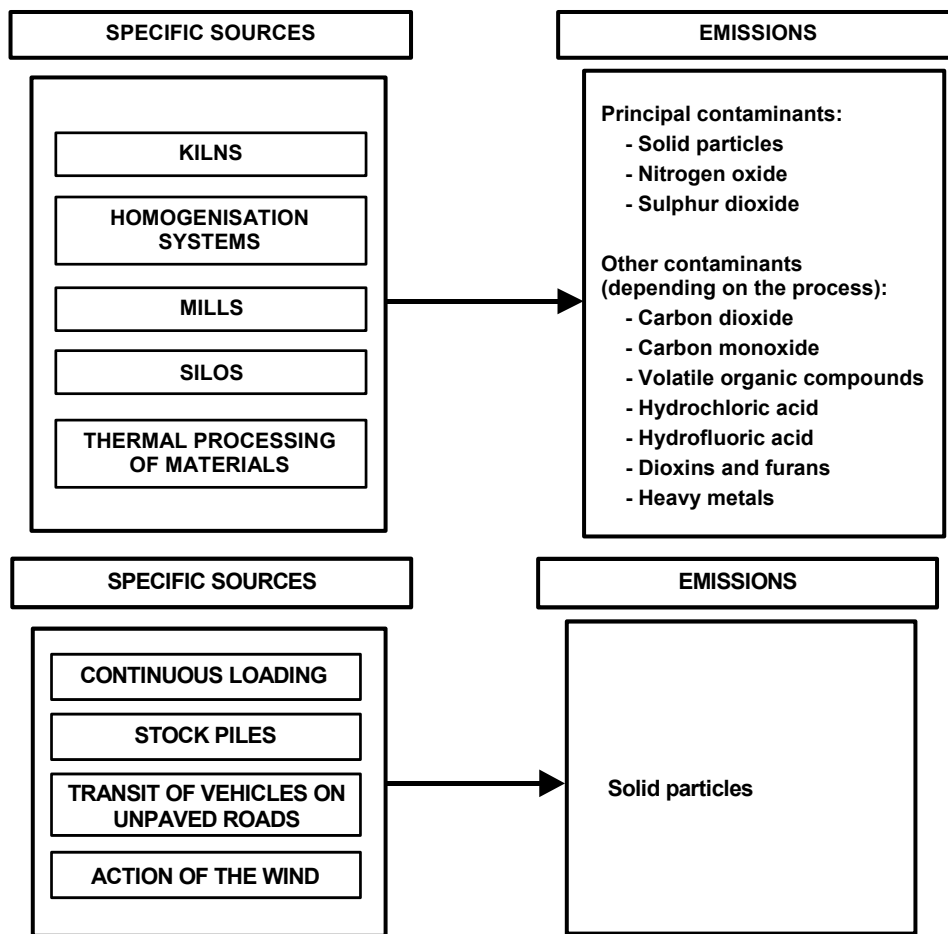 SPECIFIC SOURCES
KILNS
HOMOGENISATION
SYSTEMS
MILLS
SILOS
THERMAL PROCESSING
OF MATERIALS
EMISSIONS
Principal contaminants:
- Solid particles
- Nitrogen oxide
- Sulphur dioxide
Other contaminants
(depending on the process):
- Carbon dioxide
- Carbon monoxide
- Volatile organic compounds
- Hydrochloric acid
- Hydrofluoric acid
- Dioxins and furan
- Heavy metals
SPECIFIC SOURCES
CONTINUOUS LOADING
STOCK PILES
TRANSIT OF VEHICLES ON
UNPAVED ROADS
ACTION OF THE WIND
EMISSIONS
Solid particles